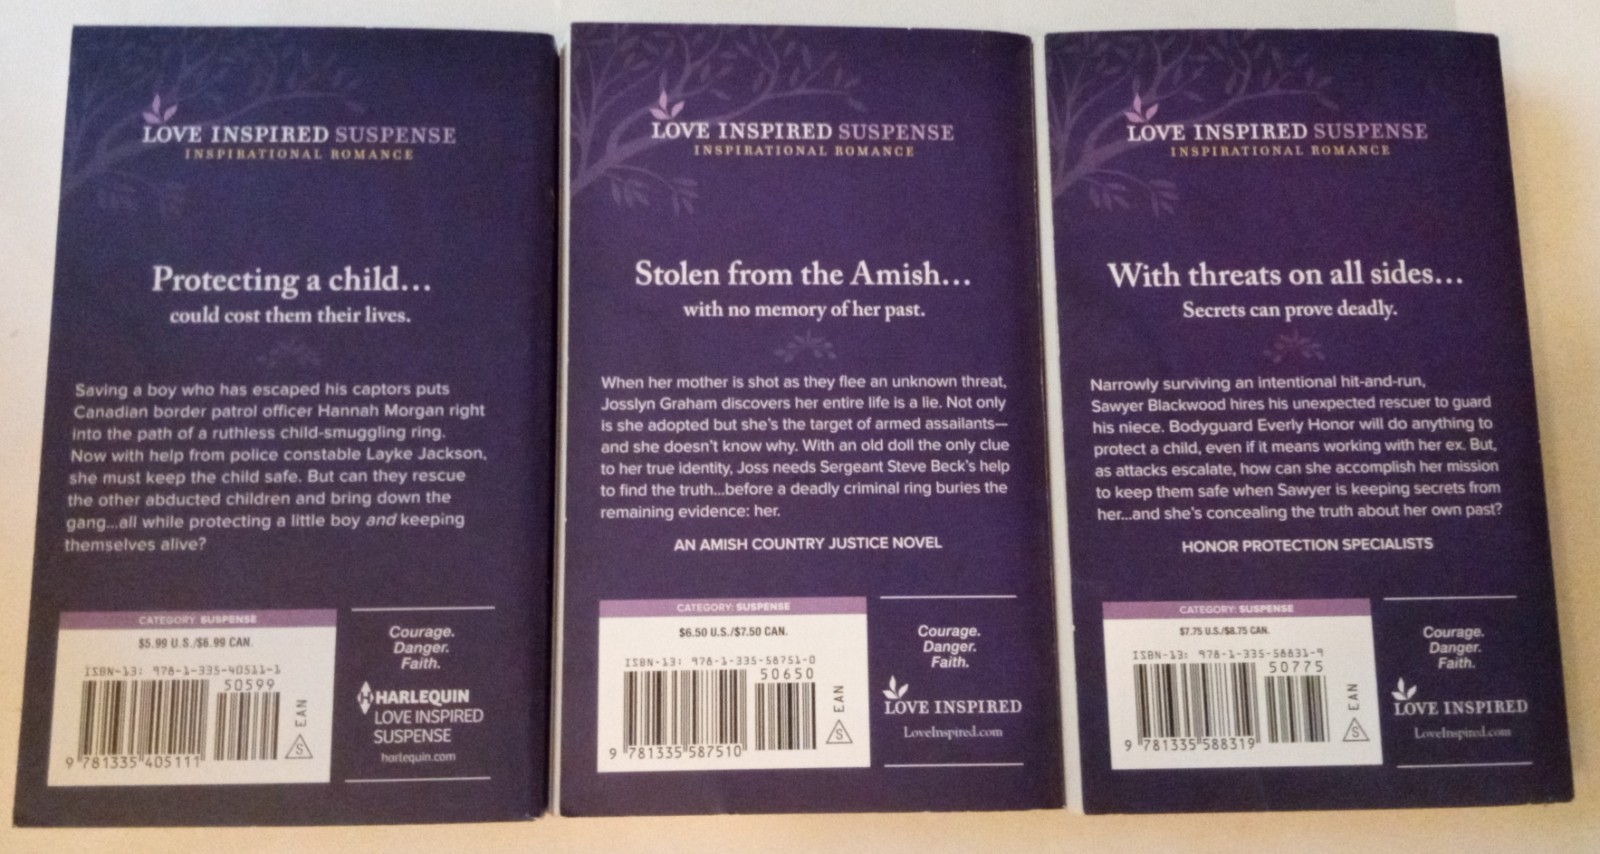 LOVE INSPIRED SUSPENSE
INSPIRATIONAL ROMANCE
Protecting a child...
could cost them their lives.
Saving a boy who has escaped his captors puts
Canadian border patrol officer Hannah Morgan right
into the path of a ruthless child-smuggling ring.
Now with help from police constable Layke Jackson,
she must keep the child safe. But can they rescue
the other abducted children and bring down the
gang...all while protecting a little boy and keeping
themselves alive?
CATEGORY: SUSPENSE
$5.99 U.S./$6.99 CAN.
ISBN-13: 978-1-335-40511-1
50599
EAN
S
9 781335 405111
Courage.
Danger.
Faith.
HARLEQUIN
LOVE INSPIRED
SUSPENSE
harlequin.com
LOVE INSPIRED SUSPENSE
INSPIRATIONAL ROMANCE
Stolen from the Amish...
with no memory of her past.
When her mother is shot as they flee an unknown threat,
Josslyn Graham discovers her entire life is a lie. Not only
is she adopted but she's the target of armed assailants—
and she doesn't know why. With an old doll the only clue
to her true identity, Joss needs Sergeant Steve Beck's help
to find the truth...before a deadly criminal ring buries the
remaining evidence: her.
AN AMISH COUNTRY JUSTICE NOVEL
CATEGORY: SUSPENSE
$6.50 U.S./$7.50 CAN.
ISBN-13: 978-1-335-58751-0
50650
EAN
S
9 781335 587510
Courage.
Danger.
Faith.
LOVE INSPIRED
LoveInspired.com
LOVE INSPIRED SUSPENSE
INSPIRATIONAL ROMANCE
With threats on all sides...
Secrets can prove deadly.
Narrowly surviving an intentional hit-and-run,
Sawyer Blackwood hires his unexpected rescuer to guard
his niece. Bodyguard Everly Honor will do anything to
protect a child, even if it means working with her ex. But,
as attacks escalate, how can she accomplish her mission
to keep them safe when Sawyer is keeping secrets from
her...and she's concealing the truth about her own past?
HONOR PROTECTION SPECIALISTS
CATEGORY: SUSPENSE
$7.75 U.S./$8.75 CAN.
ISBN-13: 978-1-335-58831-9
50775
EAN
S
9 781335 588319
Courage.
Danger.
Faith.
LOVE INSPIRED
LoveInspired.com